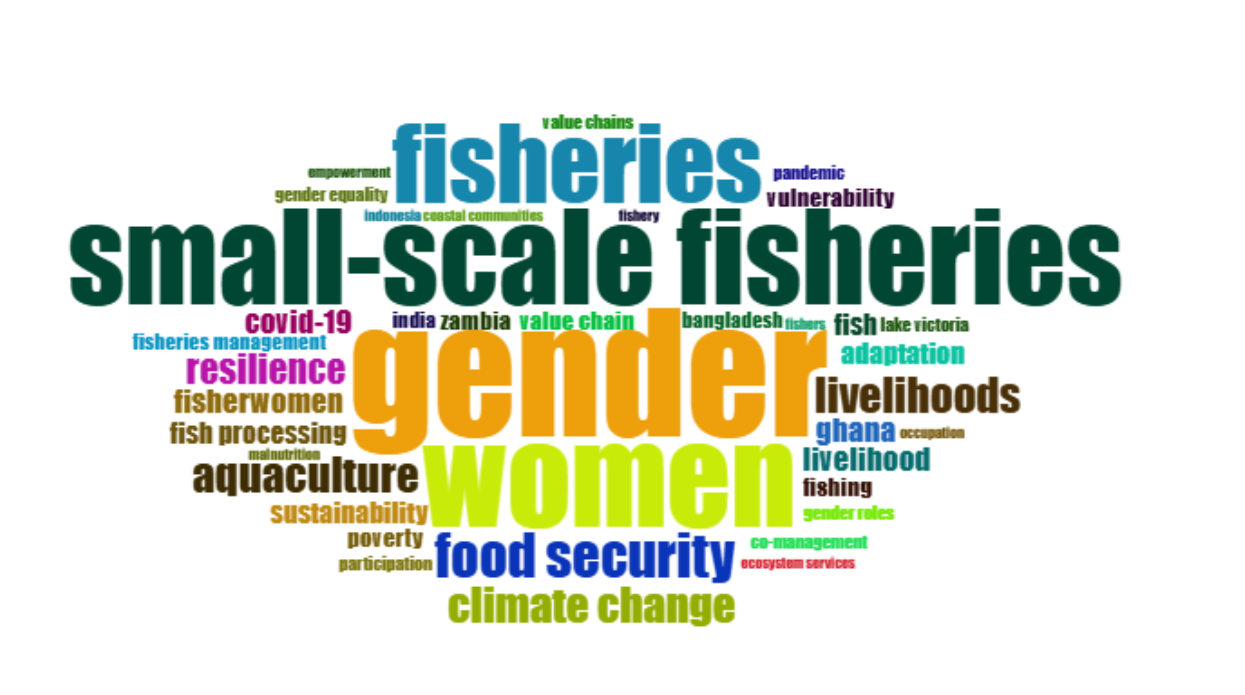 value chains
fisheries
empowerment
pandemic
gender equality
vulnerability
indonesia
coastal communities
fishery
small-scale fisheries
covid-19
india
zambia
value chain
bangladesh
fishers
fish
lake victoria
fisheries management
gender
adaptation
resilience
fisherwomen
livelihoods
fish processing
ghana
occupation
malnutrition
women
livelihood
aquaculture
fishing
sustainability
gender roles
poverty
food security
co-management
participation
ecosystem services
climate change